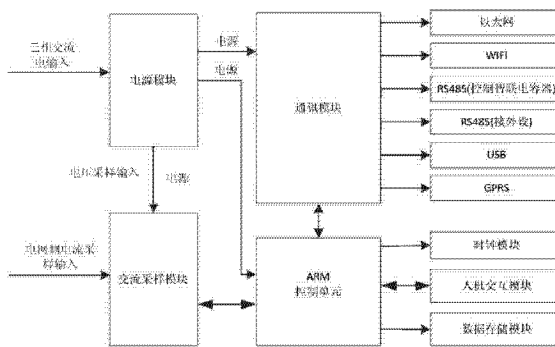 三相交流
电输入
电源模块
电源
电源
通讯模块
以太网
WIFI
RS485(控制智联电容器)
RS485(接外设)
USB
GPRS
电压采样输入
电源
电网侧电流采
样输入
交流采样模块
ARM
控制单元
时钟模块
人机交互模块
数据存储模块